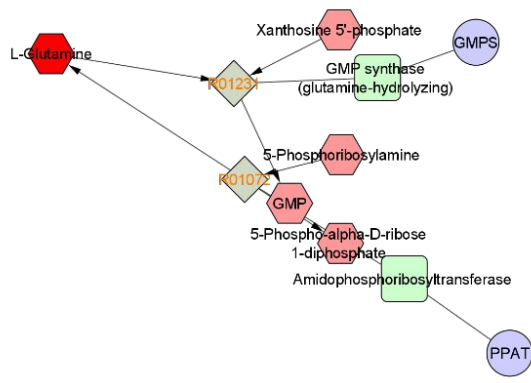 Xanthosine 5'-phosphate
GMPS
L-Glutamine
GMP synthase
(glutamine-hydrolyzing)
R01231
5-Phosphoribosylamine
R01072
GMP
5-Phospho-alpha-D-ribose
1-diphosphate
Amidophosphoribosyltransferase
PPAT